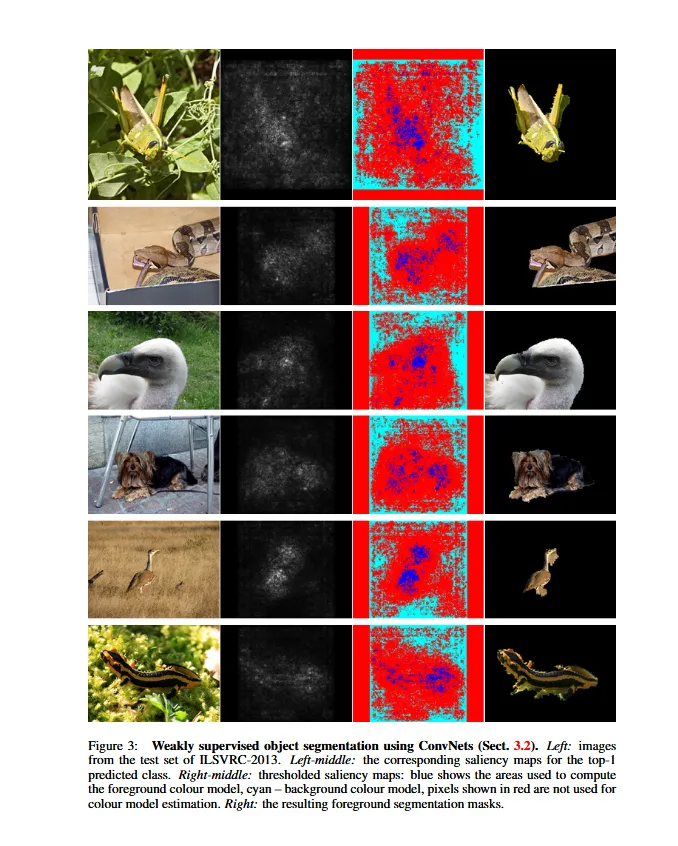 Figure 3: Weakly supervised object segmentation using ConvNets (Sect. 3.2). Left: images
from the test set of ILSVRC-2013. Left-middle: the corresponding saliency maps for the top-1
predicted class. Right-middle: thresholded saliency maps: blue shows the areas used to compute
the foreground colour model, cyan – background colour model, pixels shown in red are not used for
colour model estimation. Right: the resulting foreground segmentation masks.